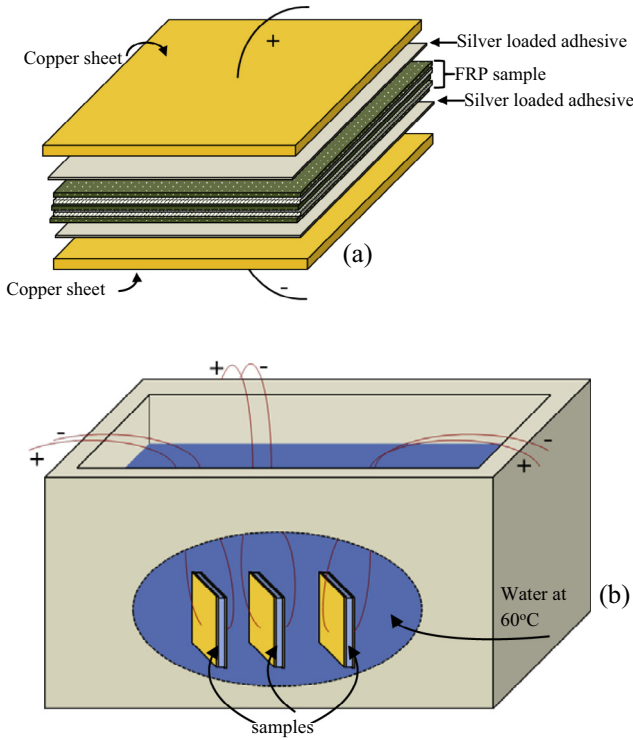 Copper sheet
+
Silver loaded adhesive
FRP sample
Silver loaded adhesive
(a)
Copper sheet
-
+ -
-
+
-
+
Water at
60°C
(b)
samples